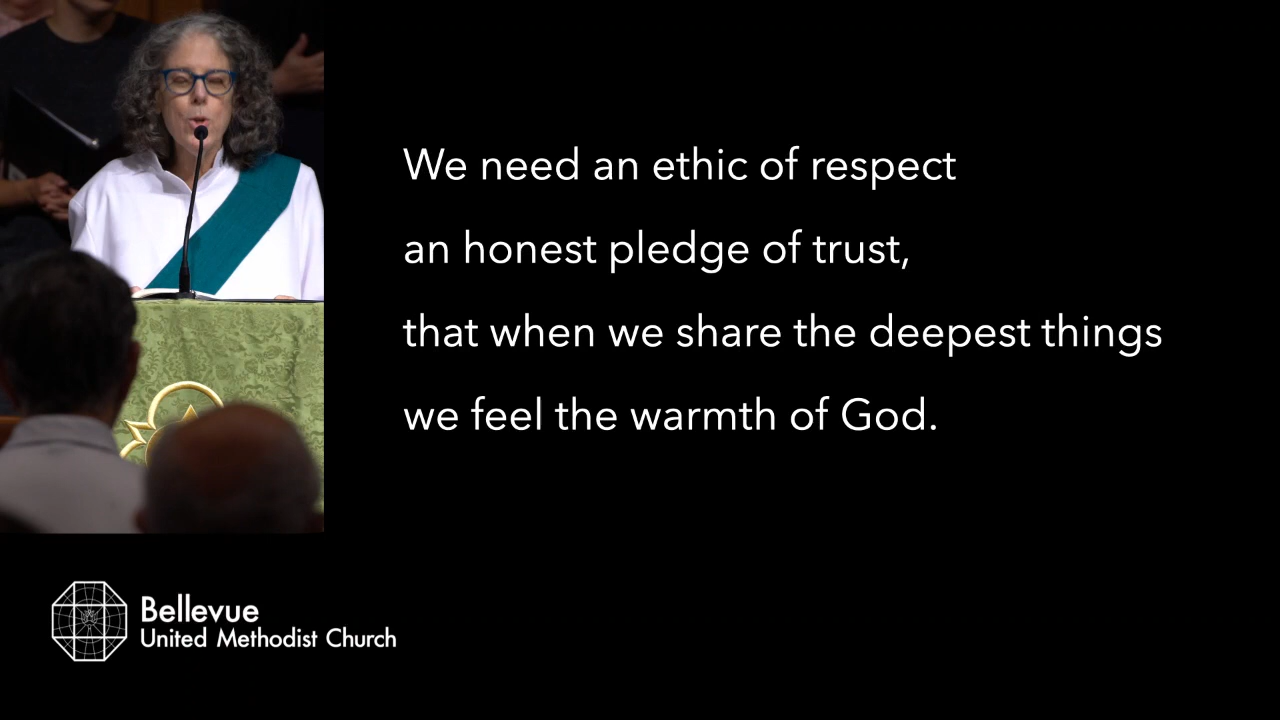 We need an ethic of respect
an honest pledge of trust,
that when we share the deepest things
we feel the warmth of God.
Bellevue
United Methodist Church